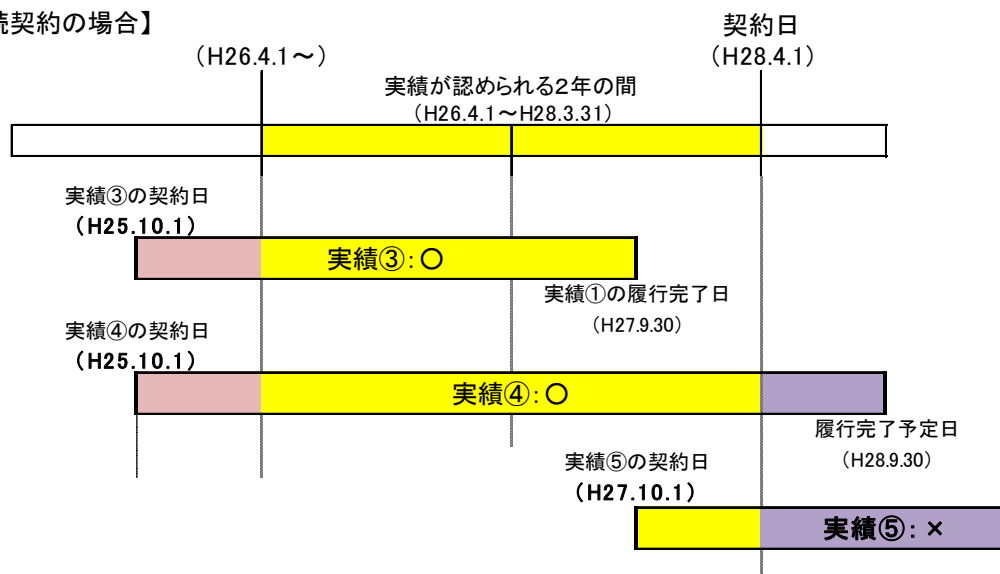 続契約の場合】
契約日
(H26.4.1～)
(H28.4.1)
実績が認められる2年の間
(H26.4.1～H28.3.31)
実績③の契約日
(H25.10.1)
実績③:○
実績①の履行完了日
(H27.9.30)
実績④の契約日
(H25.10.1)
実績④:○
履行完了予定日
(H28.9.30)
実績⑤の契約日
(H27.10.1)
実績⑤:×